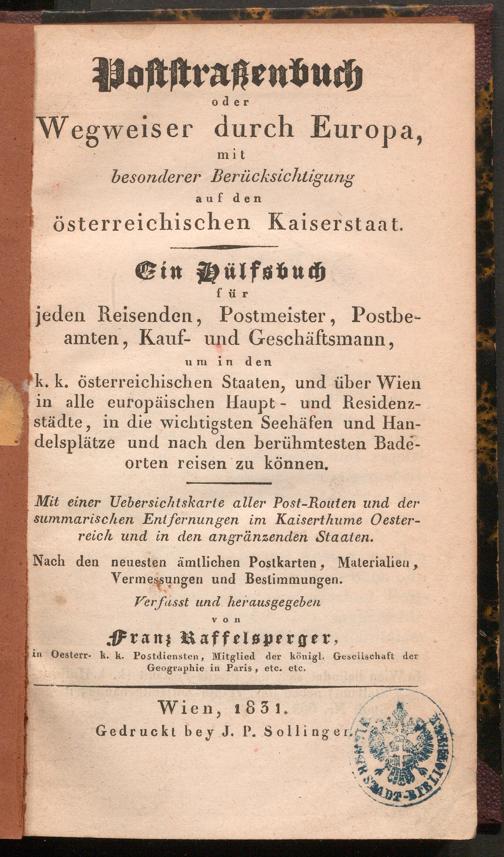 Poststraßenbuch
oder
Wegweiser durch Europa,
mit
besonderer Berücksichtigung
auf den
österreichischen Kaiserstaat.
Ein Hülfsbuch
für
jeden Reisenden, Postmeister, Postbe-
amten, Kauf- und Geschäftsmann,
um in den
k. k. österreichischen Staaten, und über Wien
in alle europäischen Haupt- und Residenz-
städte, in die wichtigsten Seehäfen und Han-
delsplätze und nach den berühmtesten Bade-
orten reisen zu können.
Mit einer Uebersichtskarte aller Post-Routen und der
summarischen Entfernungen im Kaiserthume Oester-
reich und in den angränzenden Staaten.
Nach den neuesten ämtlichen Postkarten, Materialien,
Vermessungen und Bestimmungen.
Verfasst und herausgegeben
von
Franz Raffelsperger,
in Oesterr. k. k. Postdiensten, Mitglied der königl. Gesellschaft der
Geographie in Paris, etc. etc.
Wien, 1831.
Gedruckt bey J. P. Sollinger.
STADT-BIBLIOTHEK